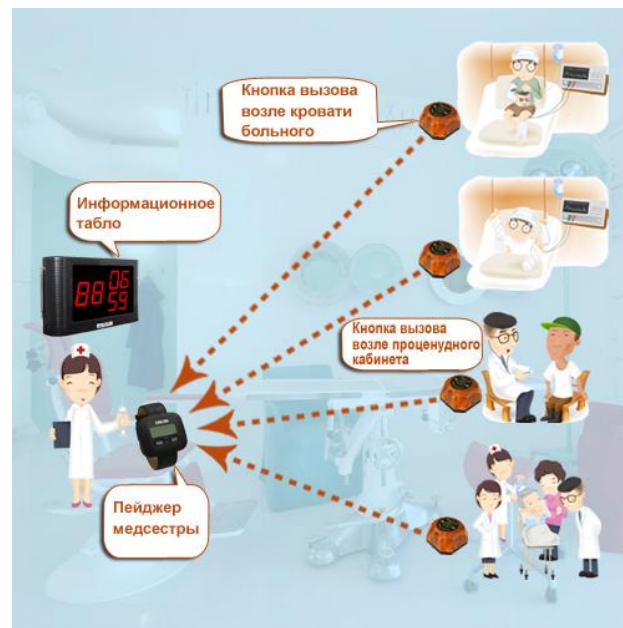 Кнопка вызова
возле кровати
больного
Информационное
табло
88 06
59
Кнопка вызова
возле проценудного
кабинета
Пейджер
медсестры